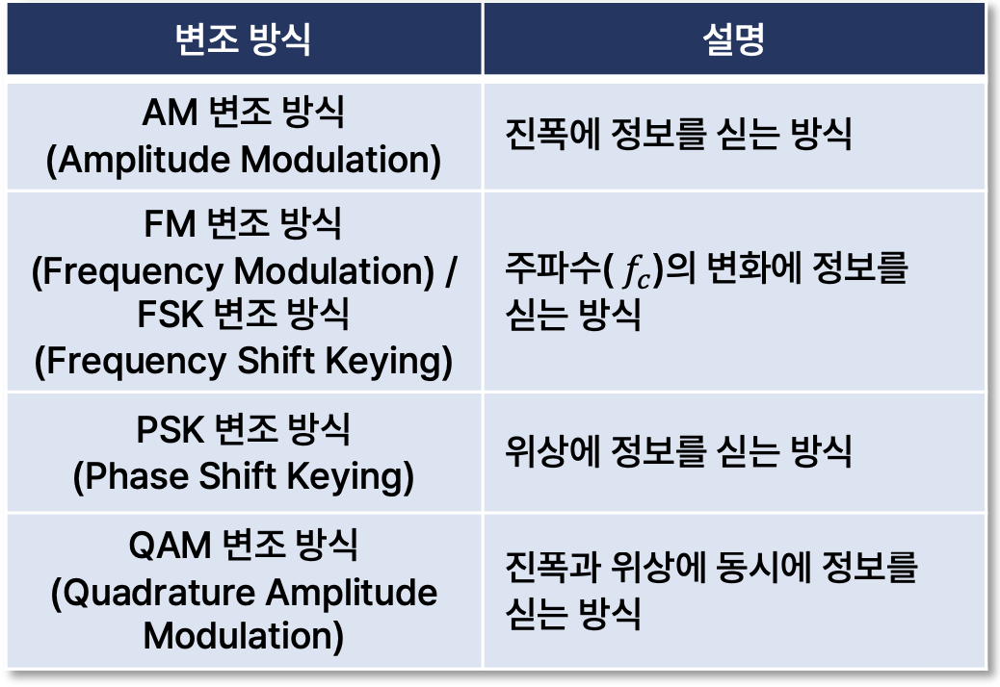 변조 방식
설명
AM 변조 방식
(Amplitude Modulation)
진폭에 정보를 싣는 방식
FM 변조 방식
(Frequency Modulation) /
FSK 변조 방식
(Frequency Shift Keying)
주파수( f_c)의 변화에 정보를
싣는 방식
PSK 변조 방식
(Phase Shift Keying)
위상에 정보를 싣는 방식
QAM 변조 방식
(Quadrature Amplitude
Modulation)
진폭과 위상에 동시에 정보를
싣는 방식